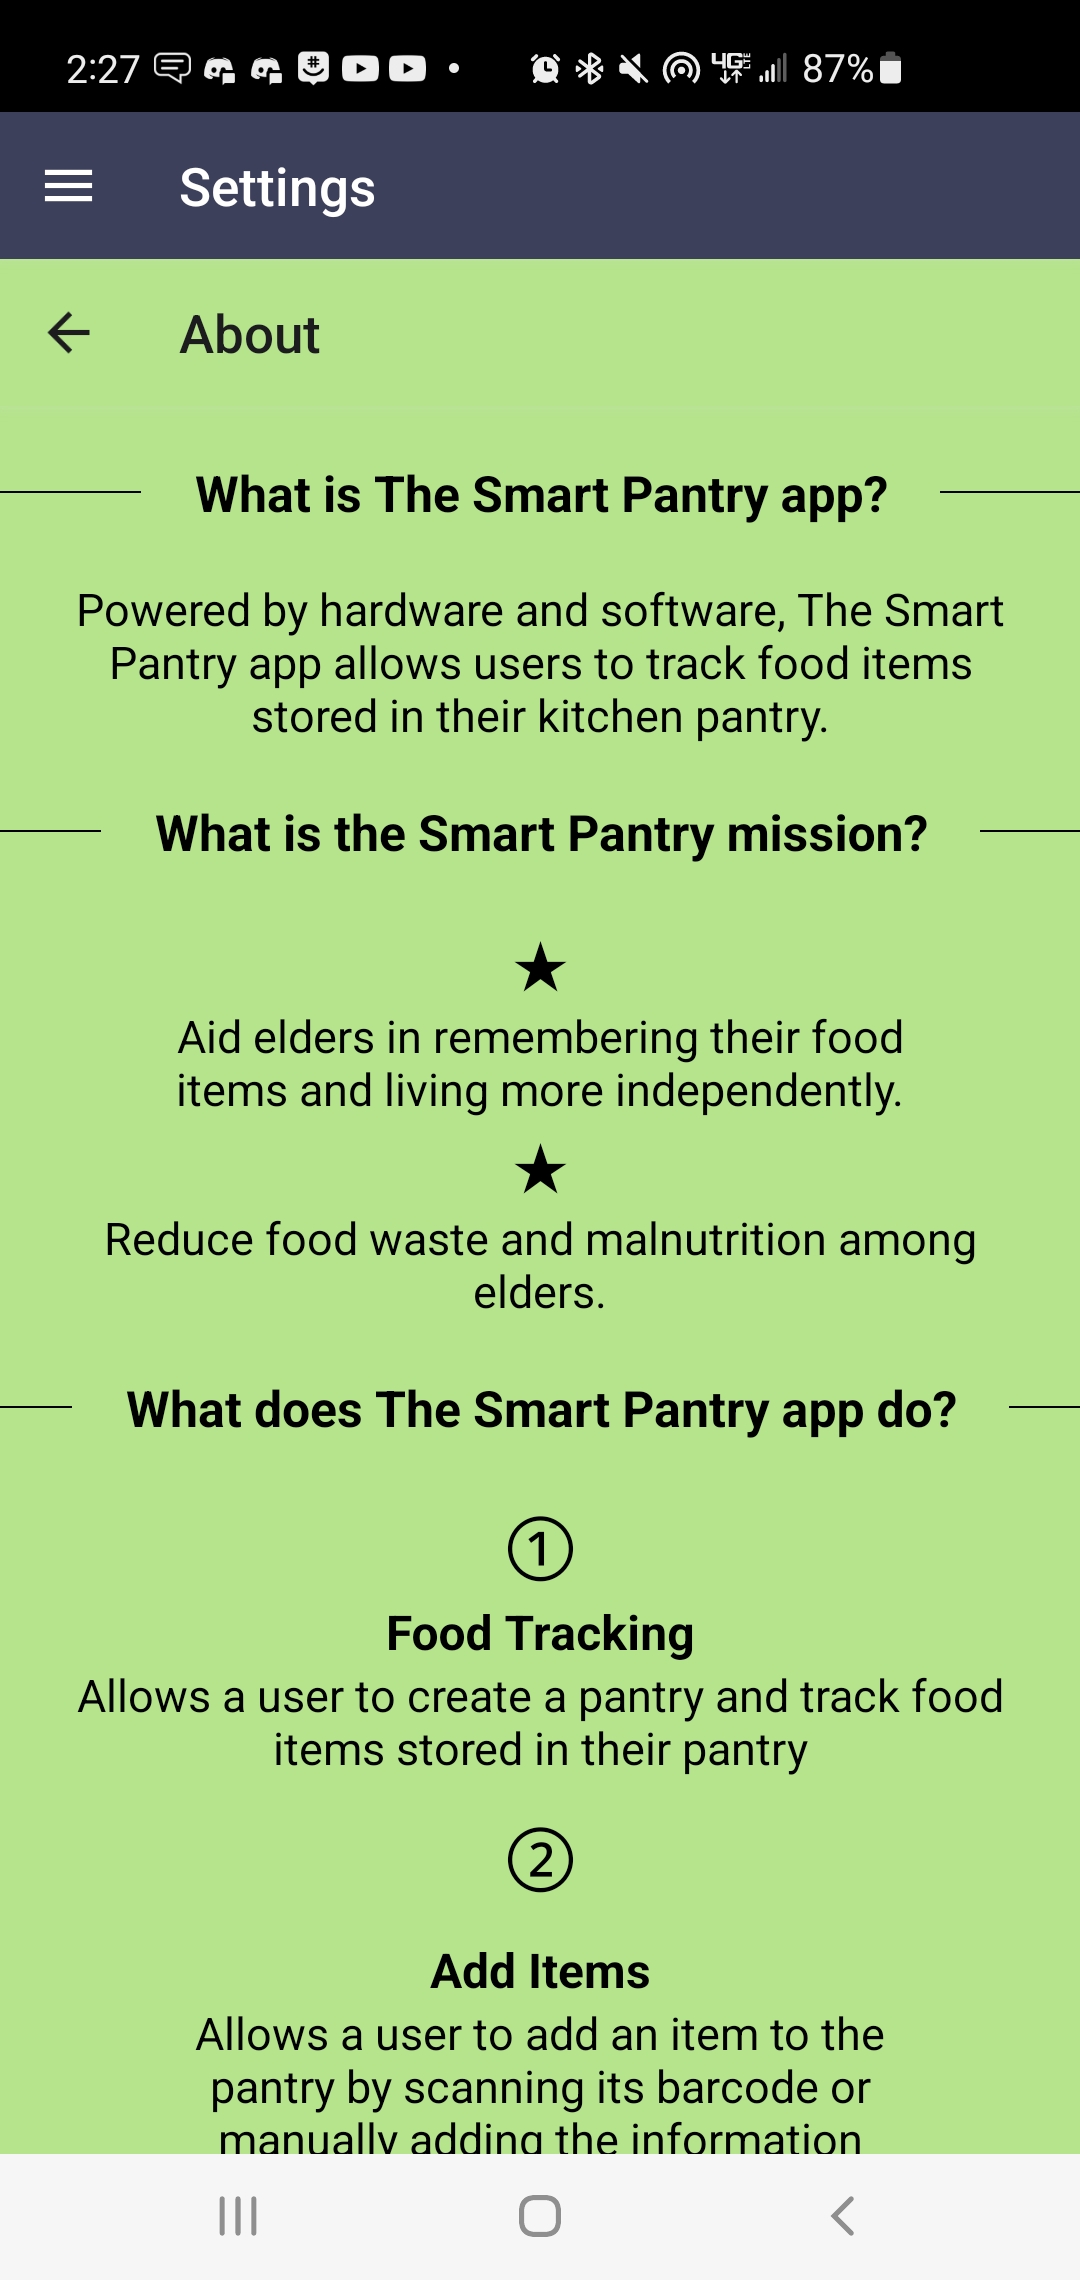 2:27 4G LTE 87%
Settings
About
What is The Smart Pantry app?
Powered by hardware and software, The Smart
Pantry app allows users to track food items
stored in their kitchen pantry.
What is the Smart Pantry mission?
★
Aid elders in remembering their food
items and living more independently.
★
Reduce food waste and malnutrition among
elders.
What does The Smart Pantry app do?
①
Food Tracking
Allows a user to create a pantry and track food
items stored in their pantry
②
Add Items
Allows a user to add an item to the
pantry by scanning its barcode or
manually adding the information